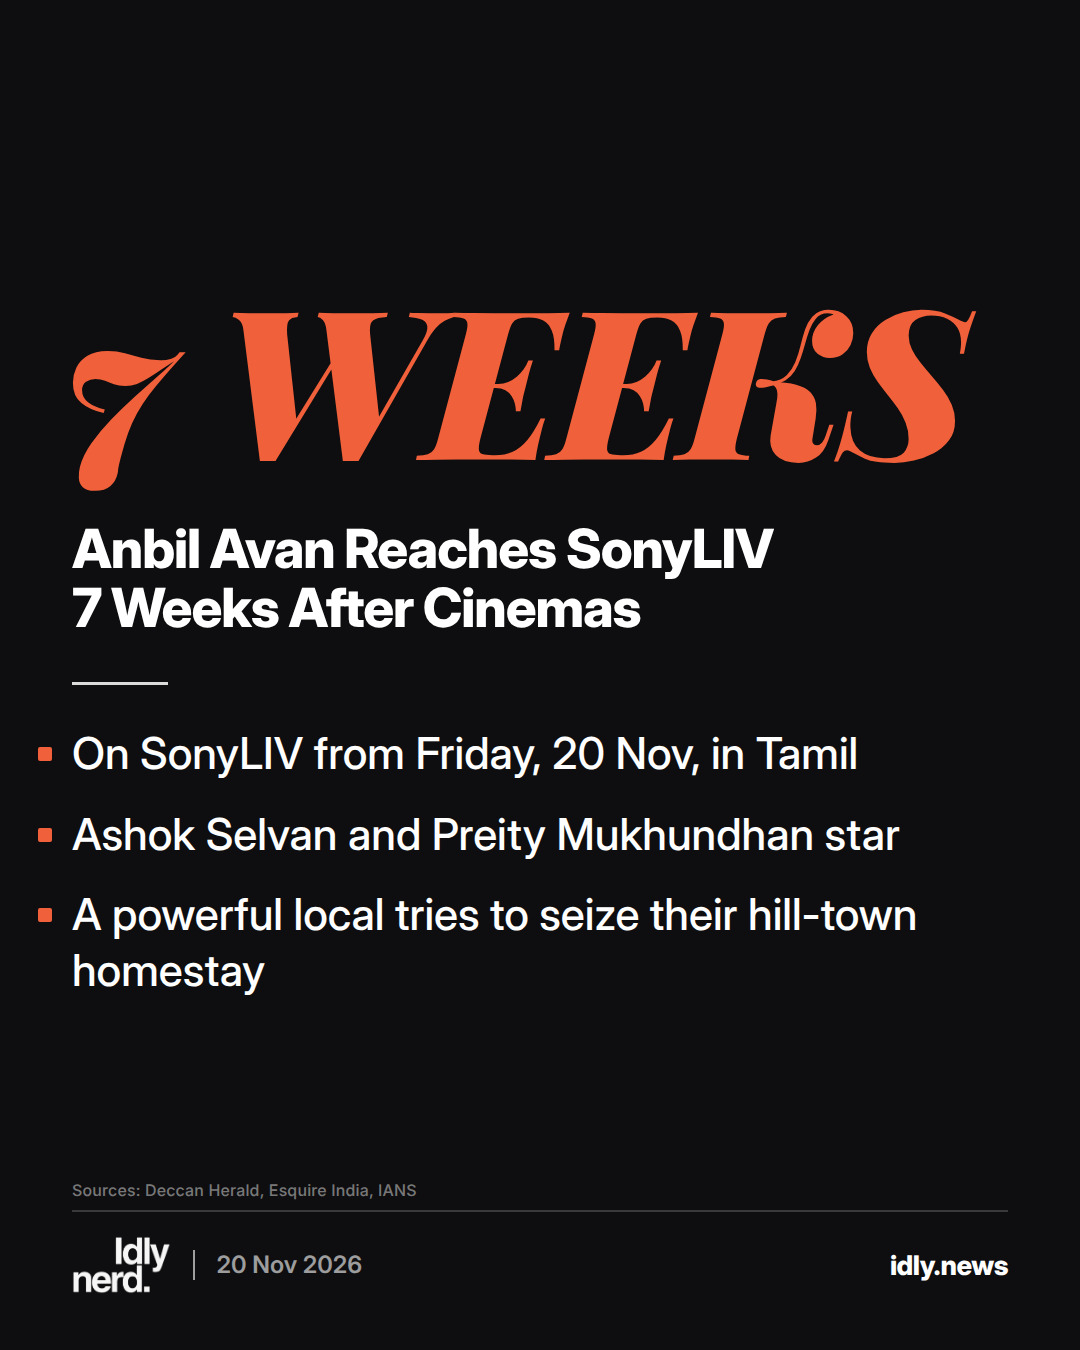 7 WEEKS
Anbil Avan Reaches SonyLIV
7 Weeks After Cinemas
On SonyLIV from Friday, 20 Nov, in Tamil
Ashok Selvan and Preity Mukhundhan star
A powerful local tries to seize their hill-town
homestay
Sources: Deccan Herald, Esquire India, IANS
Idly
nerd.
20 Nov 2026
idly.news